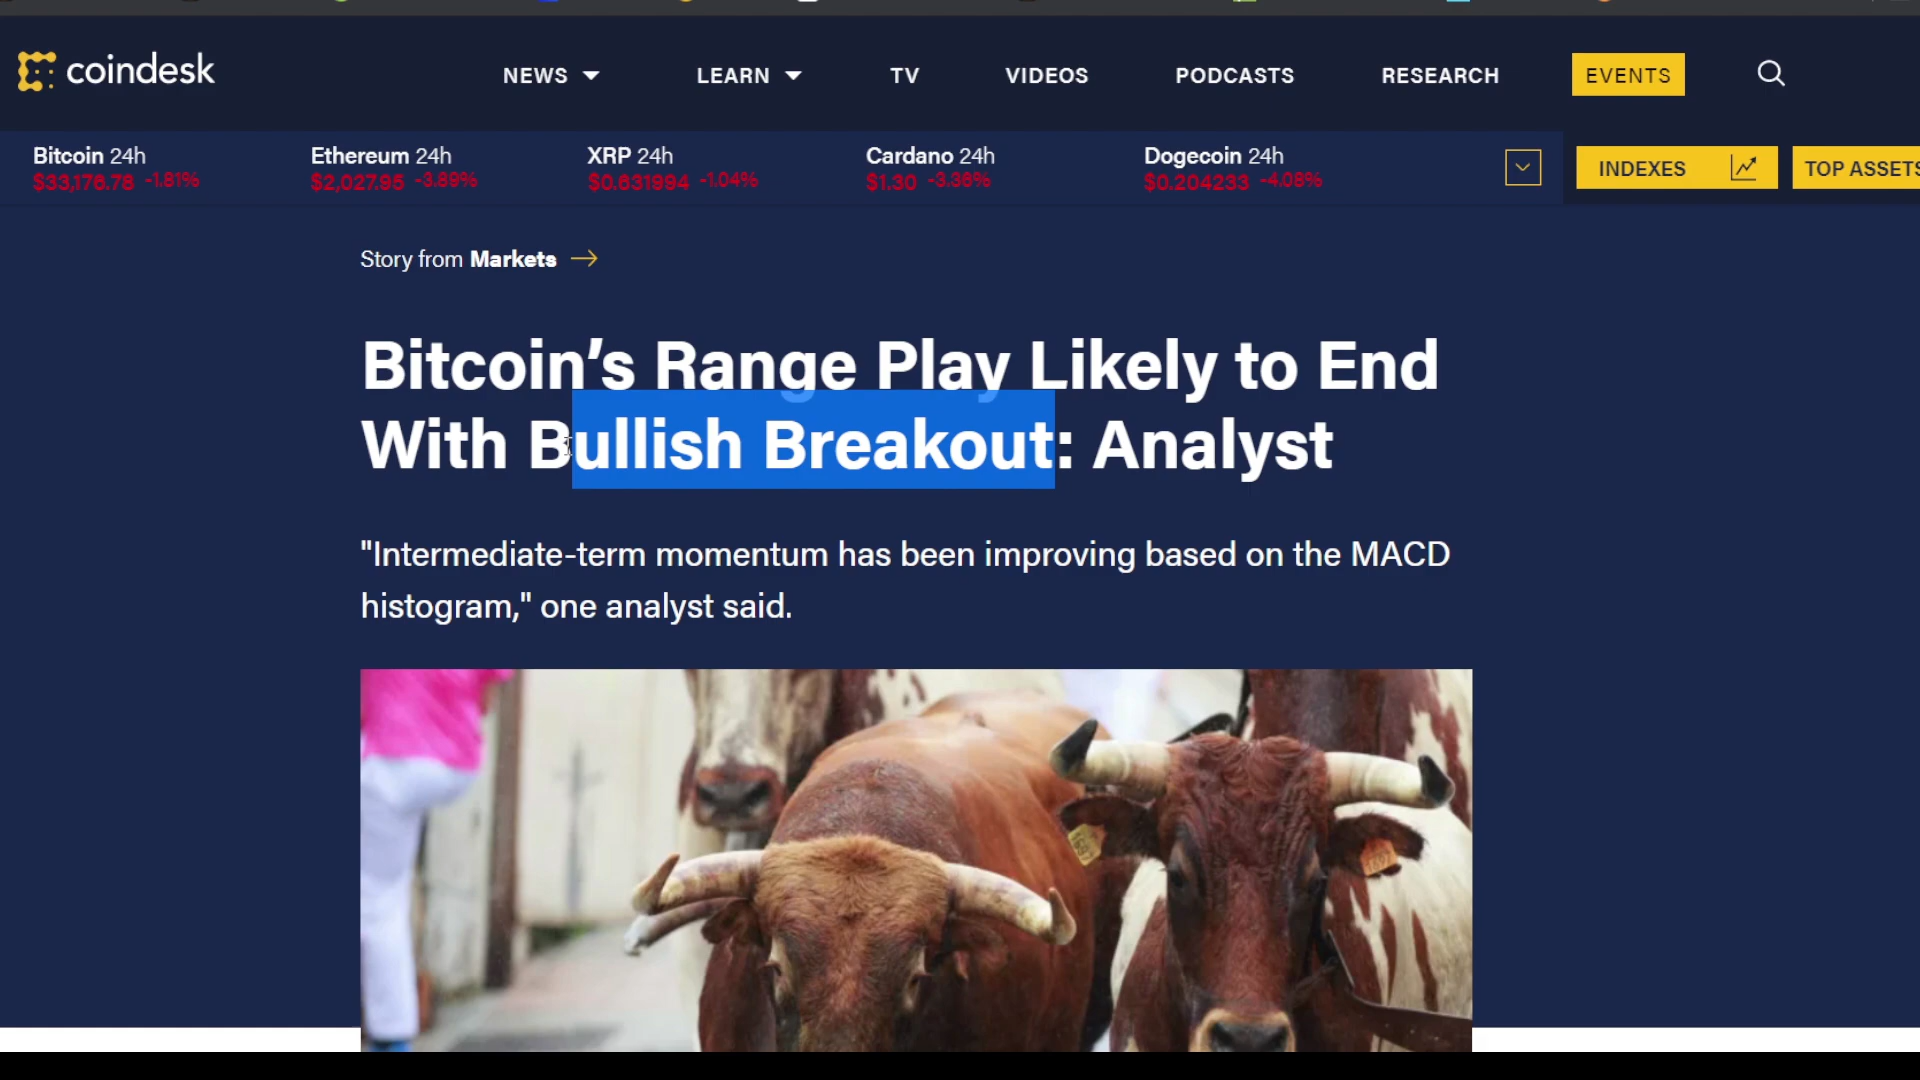 coindesk
NEWS
LEARN
TV
VIDEOS
PODCASTS
RESEARCH
EVENTS
Bitcoin 24h
$33,176.78 -1.81%
Ethereum 24h
$2,027.95 -3.89%
XRP 24h
$0.631994 -1.04%
Cardano 24h
$1.30 -3.36%
Dogecoin 24h
$0.204233 -4.08%
INDEXES
TOP ASSETS
Story from Markets
Bitcoin’s Range Play Likely to End
With Bullish Breakout: Analyst
"Intermediate-term momentum has been improving based on the MACD
histogram," one analyst said.